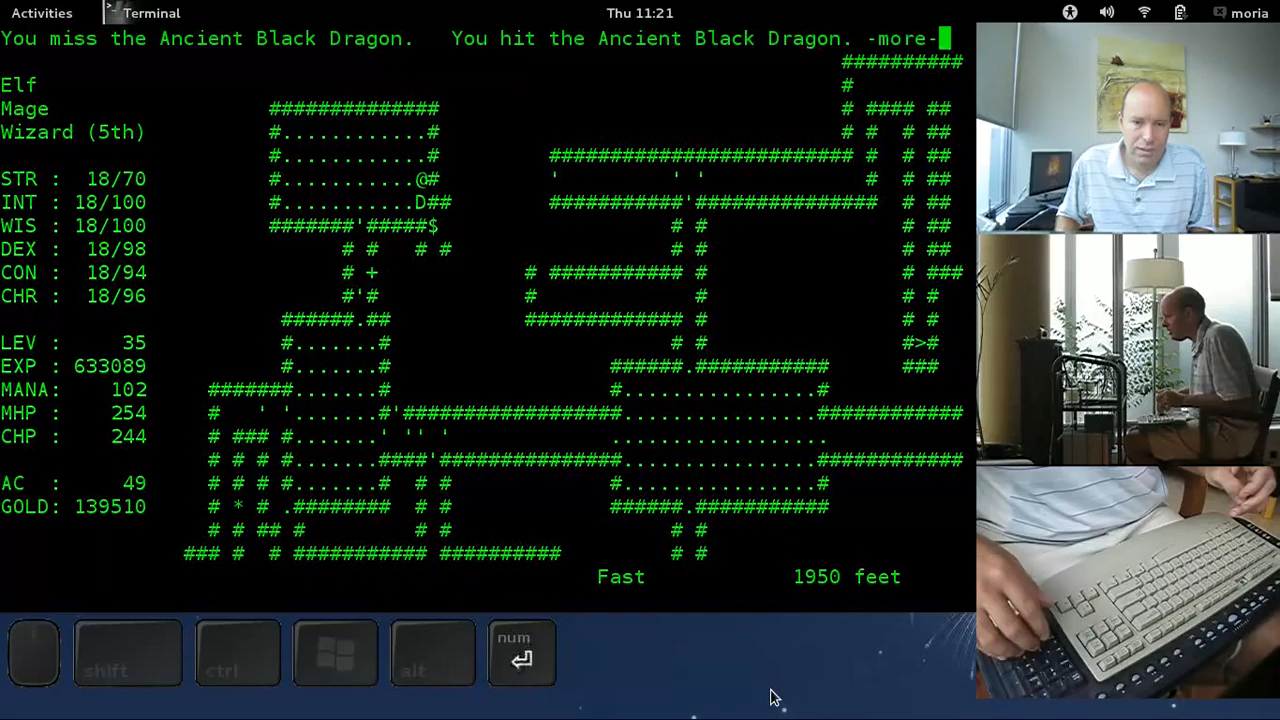 Activities Terminal Thu 11:21 moria
You miss the Ancient Black Dragon.   You hit the Ancient Black Dragon. -more-
                                                                      ##########
Elf                                                                   #
Mage                  ##############                                  # #### ##
Wizard (5th)          #............#                                  # #  # ##
                      #............#         ######################### #  # ##
STR :  18/70          #...........@#         '         ' '             #  # ##
INT : 18/100          #...........D##        ###########'###############  # ##
WIS : 18/100          #######'#####$                   # #                # ##
DEX :  18/98                # #   # #                  # #                # ##
CON :  18/94                # +            # ########### #                # ###
CHR :  18/96                #'#            #             #                # #
                       ######.##           ############# #                # #
LEV :     35           #.......#                       # #                #>#
EXP : 633089           #.......#                  ######.###########      ###
MANA:    102     #######.......#                  #................#
MHP :    254     #   ' '.......#'##################................############
CHP :    244     # ### #.......' '' '             ..................
                 # # # #.......####'###############................############
AC  :     49     # # # #.......#  # #             #................#
GOLD: 139510     # * # .########  # #             ######.###########
                 # # ## #         # #                  # #
               ### #  # ########### ##########         # #
                                                 Fast            1950 feet
shift ctrl alt num